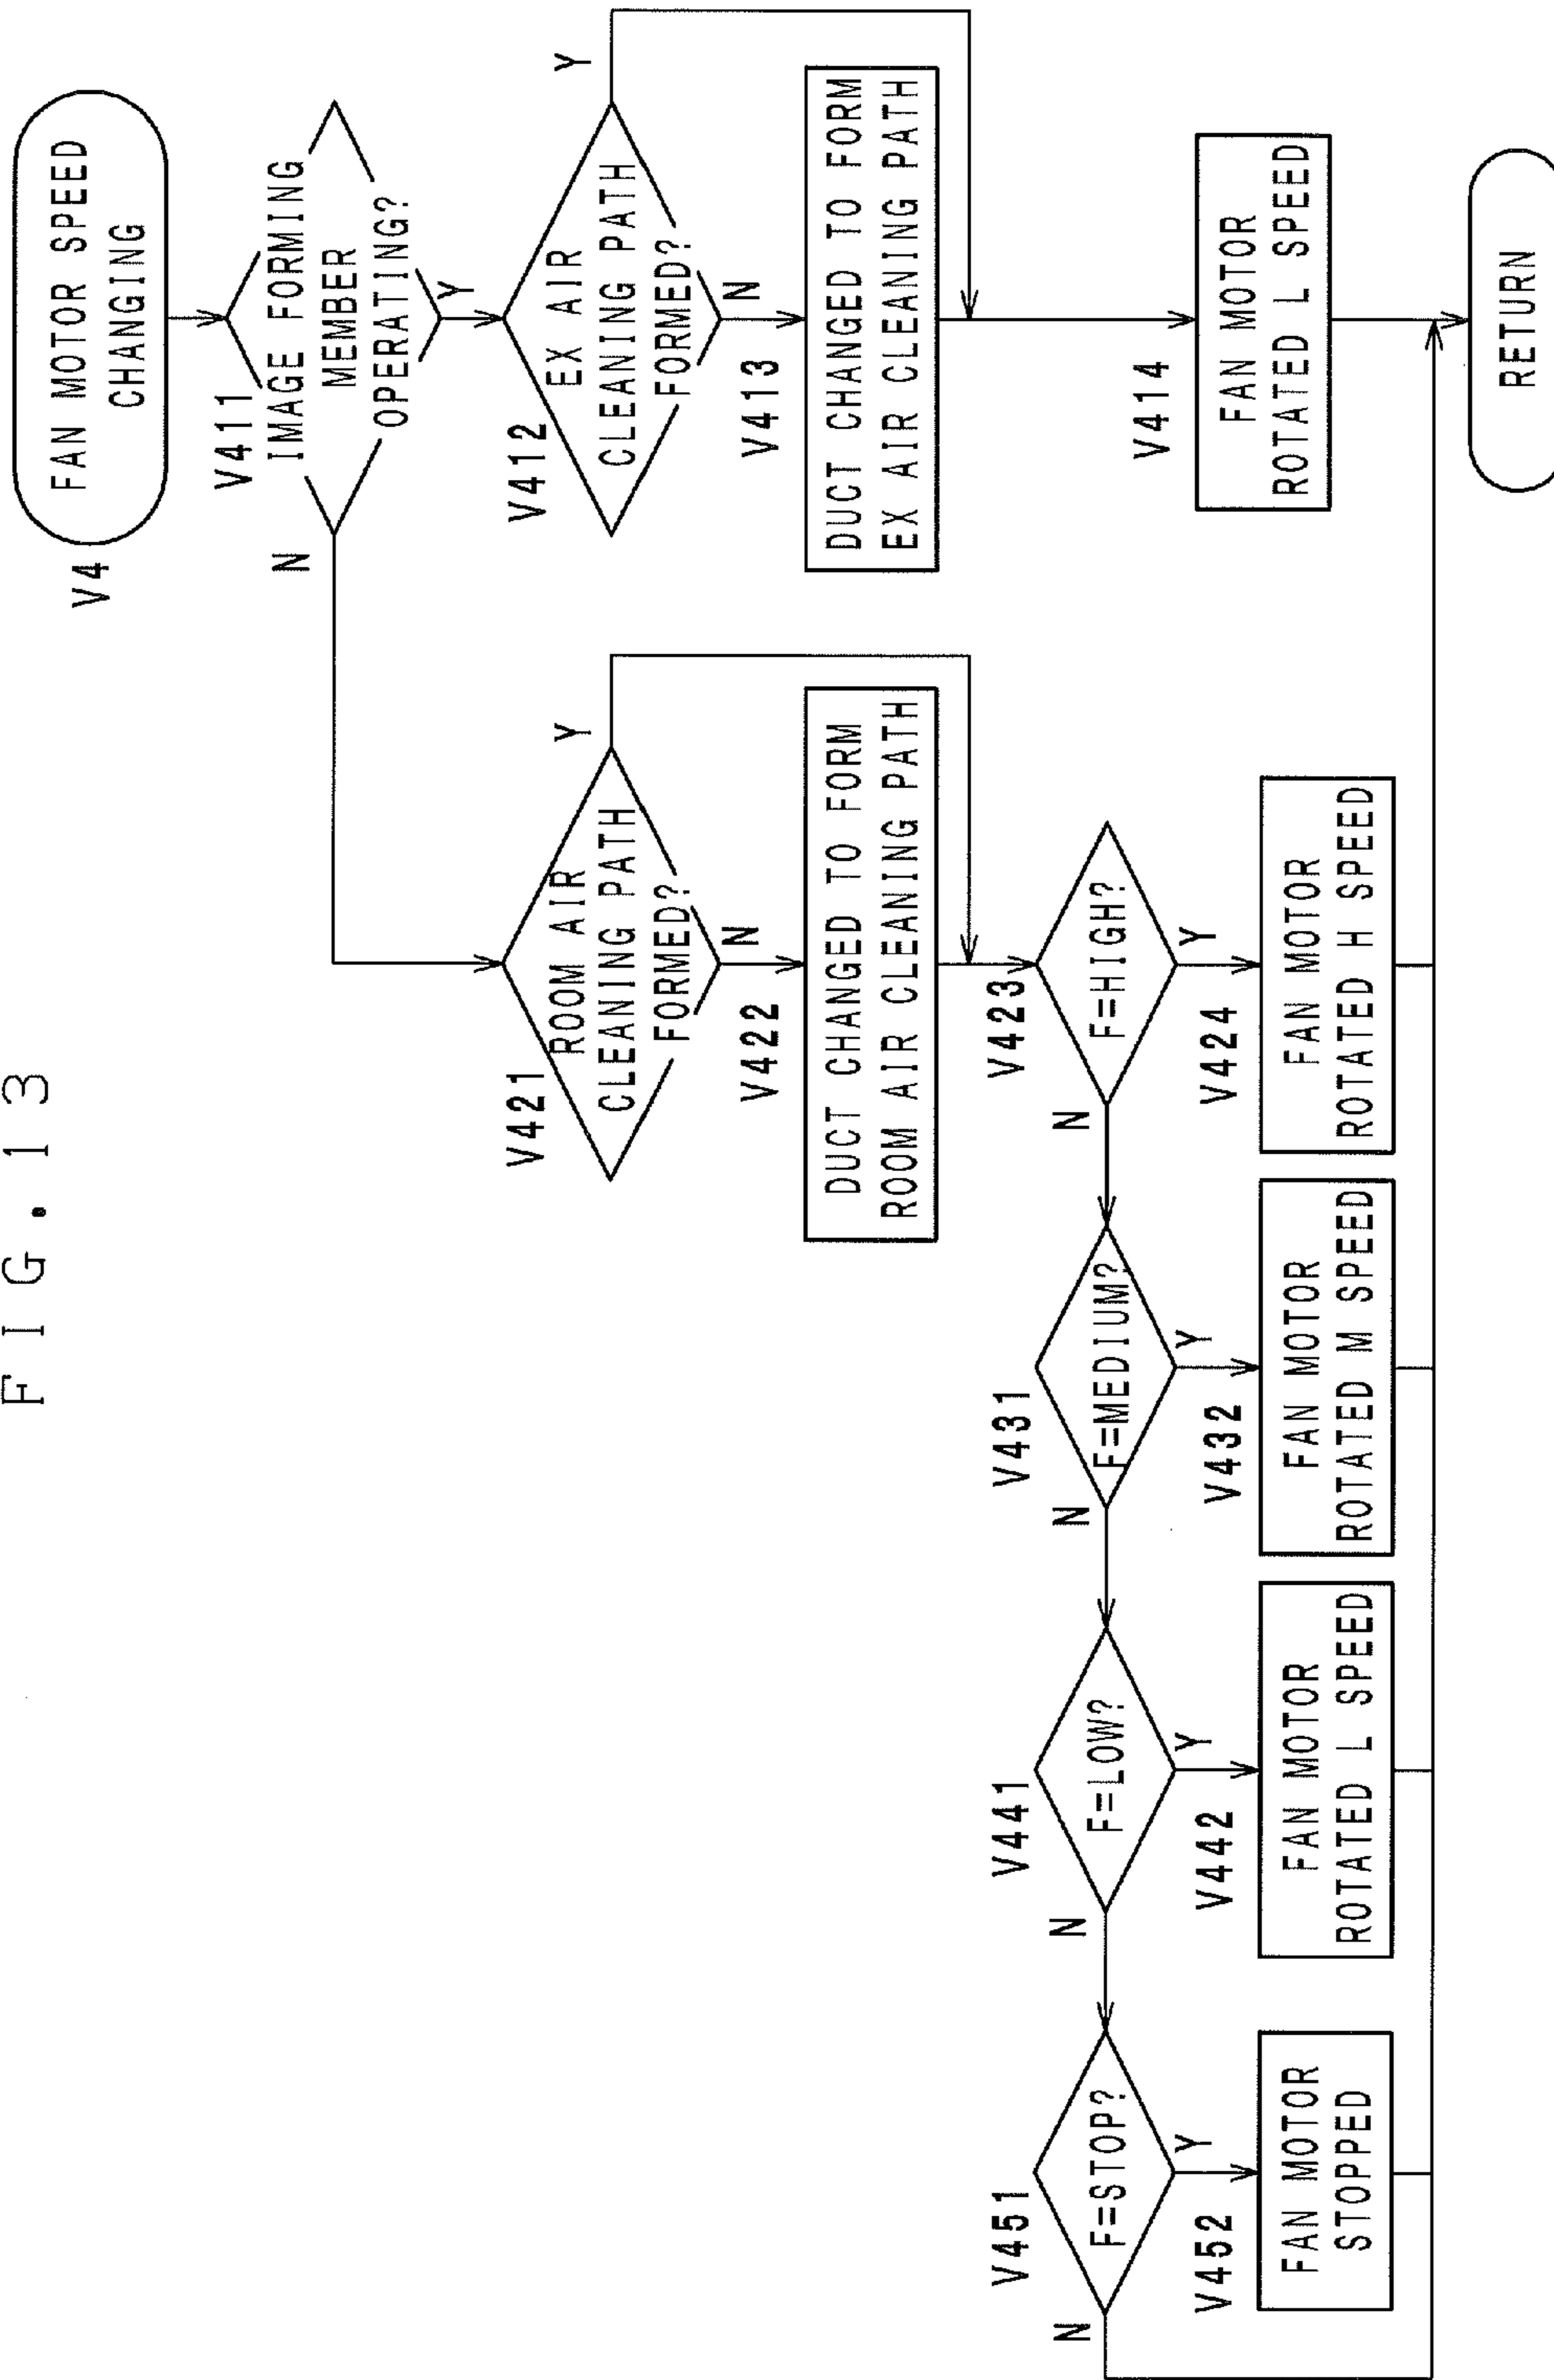 FIG.13
V4
FAN MOTOR SPEED
CHANGING
V411
IMAGE FORMING
MEMBER
OPERATING?
N
Y
V412
EX AIR
CLEANING PATH
FORMED?
Y
N
V413
DUCT CHANGED TO FORM
EX AIR CLEANING PATH
V414
FAN MOTOR
ROTATED L SPEED
V421
ROOM AIR
CLEANING PATH
FORMED?
Y
N
V422
DUCT CHANGED TO FORM
ROOM AIR CLEANING PATH
V423
F=HIGH?
N
Y
V424
FAN MOTOR
ROTATED H SPEED
V431
F=MEDIUM?
N
Y
V432
FAN MOTOR
ROTATED M SPEED
V441
F=LOW?
N
Y
V442
FAN MOTOR
ROTATED L SPEED
V451
F=STOP?
N
Y
V452
FAN MOTOR
STOPPED
RETURN